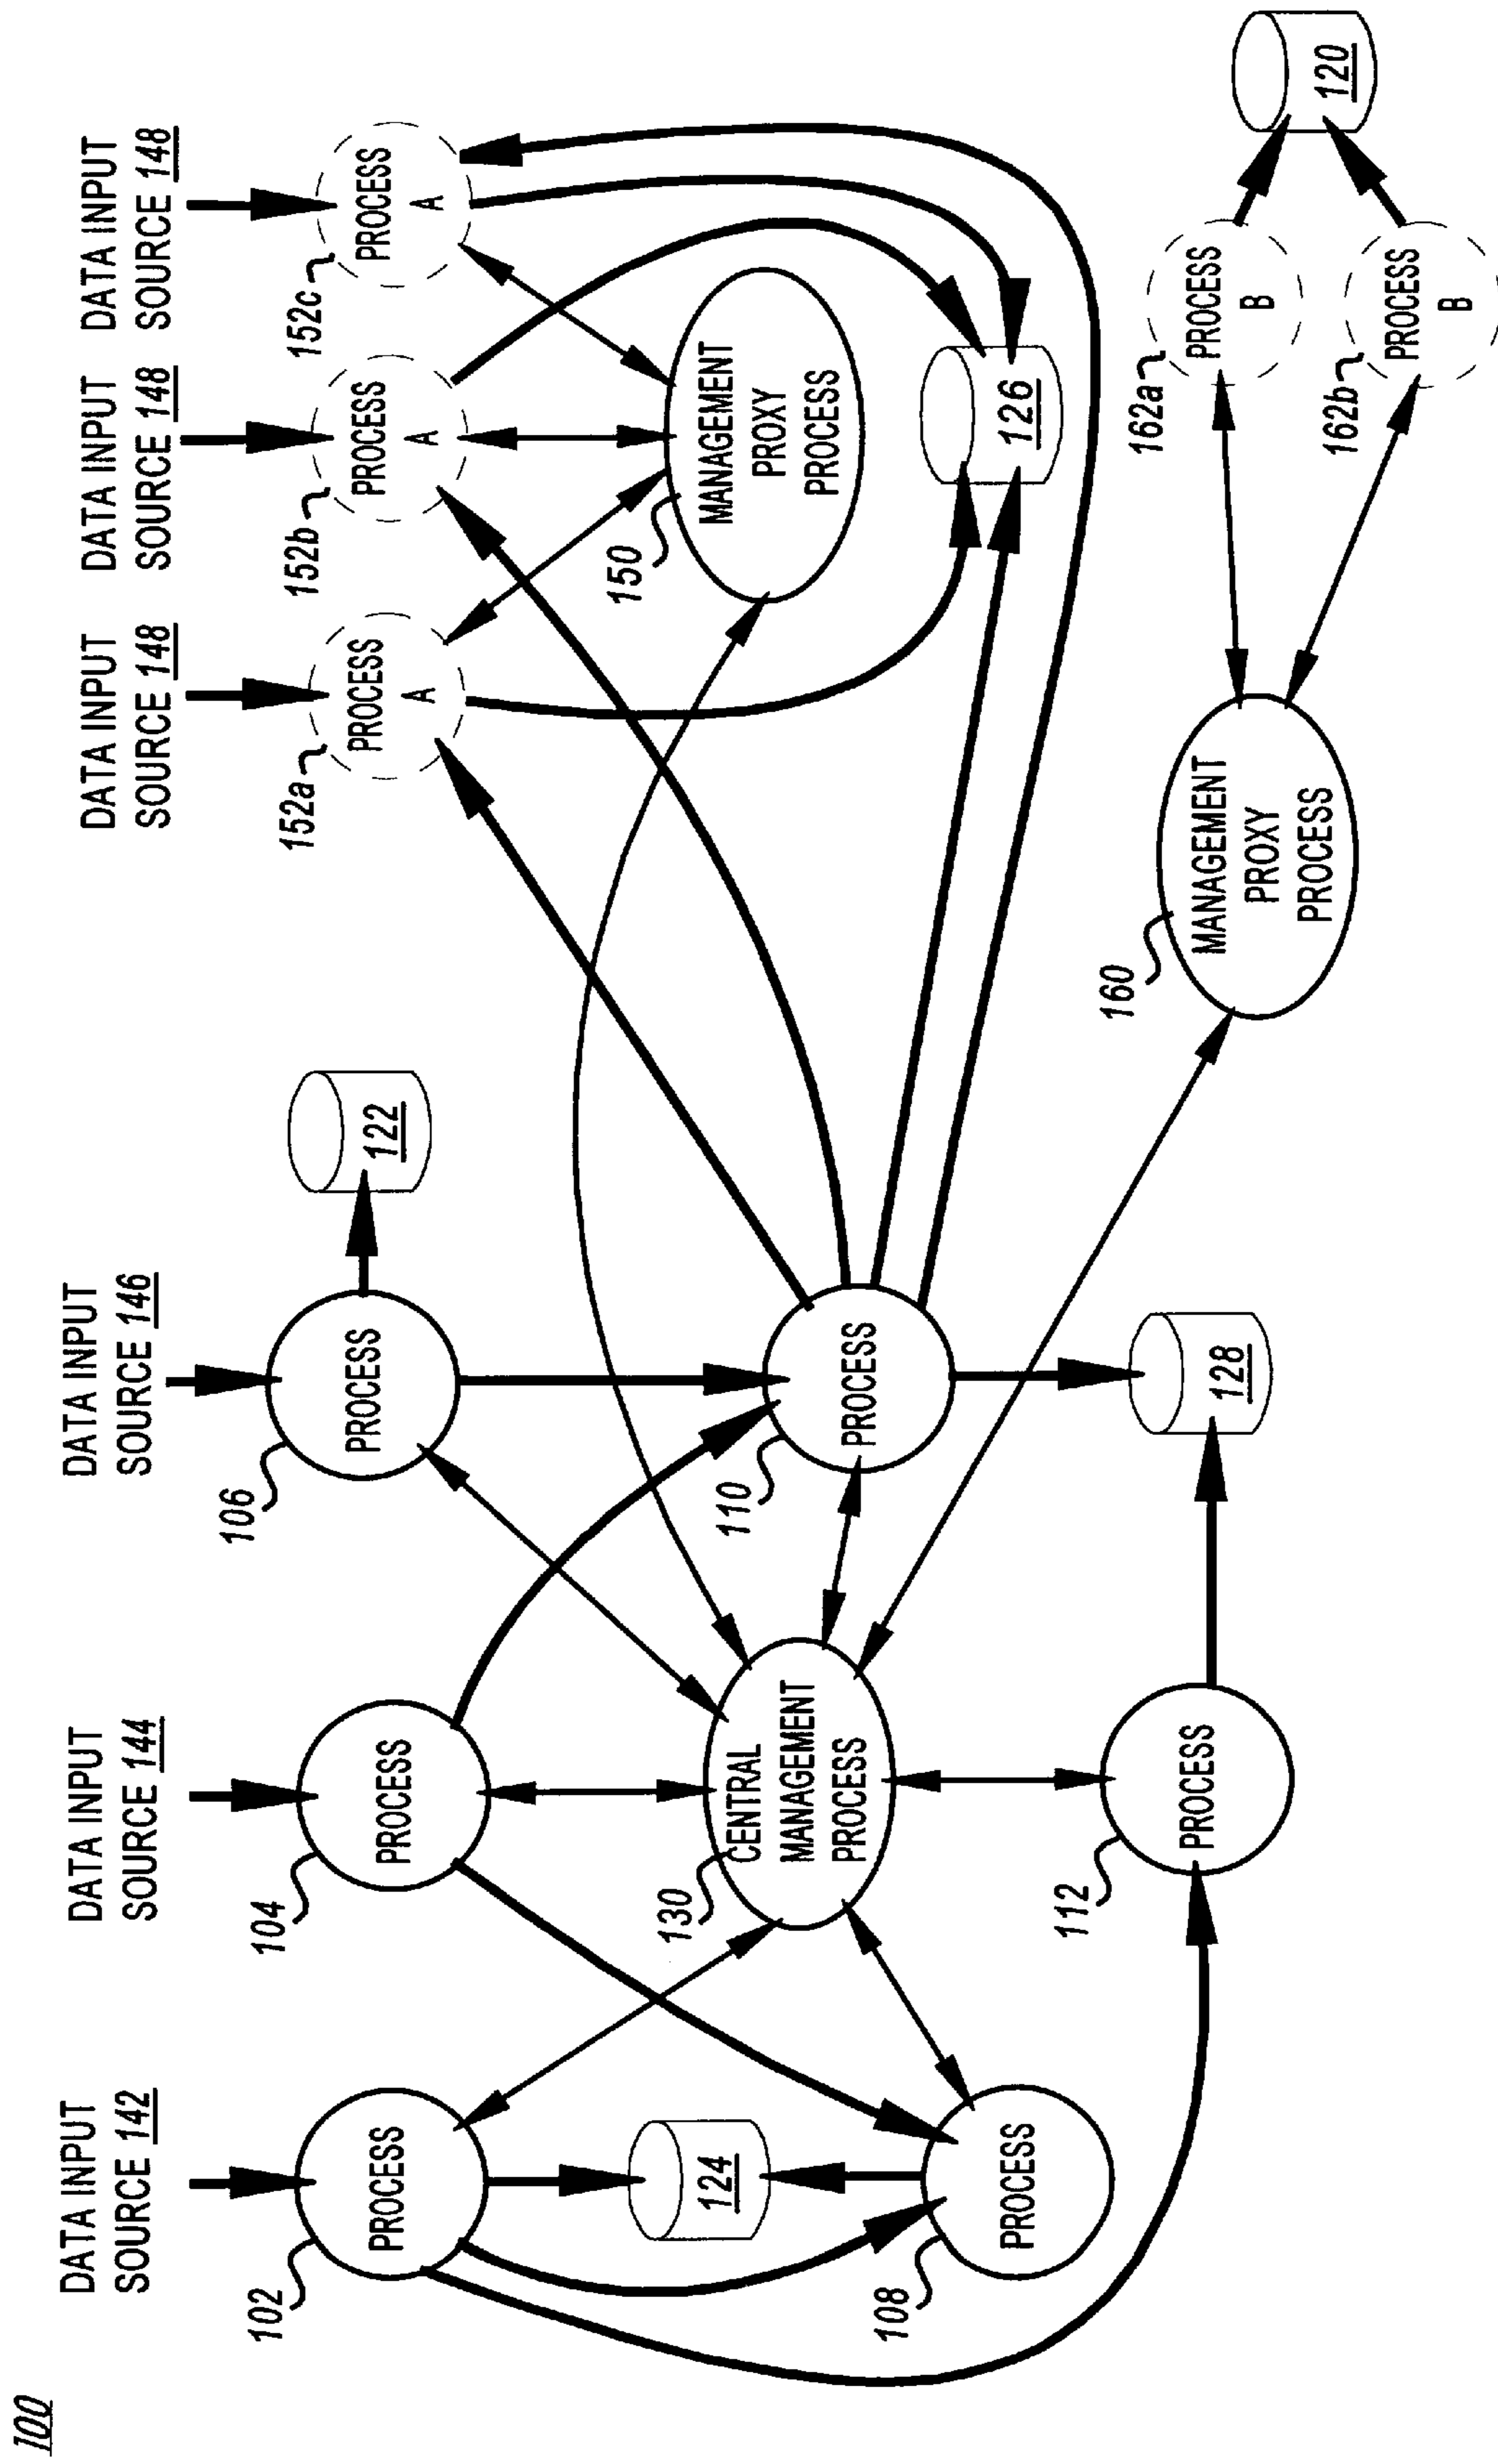 100
DATA INPUT
SOURCE 142
DATA INPUT
SOURCE 144
DATA INPUT
SOURCE 146
DATA INPUT
SOURCE 148
DATA INPUT
SOURCE 148
DATA INPUT
SOURCE 148
102
PROCESS
104
PROCESS
106
PROCESS
122
152a
PROCESS
A
152b
PROCESS
A
152c
PROCESS
A
124
130
CENTRAL
MANAGEMENT
PROCESS
110
PROCESS
150
MANAGEMENT
PROXY
PROCESS
126
108
PROCESS
112
PROCESS
128
160
MANAGEMENT
PROXY
PROCESS
162a
PROCESS
B
162b
PROCESS
B
120